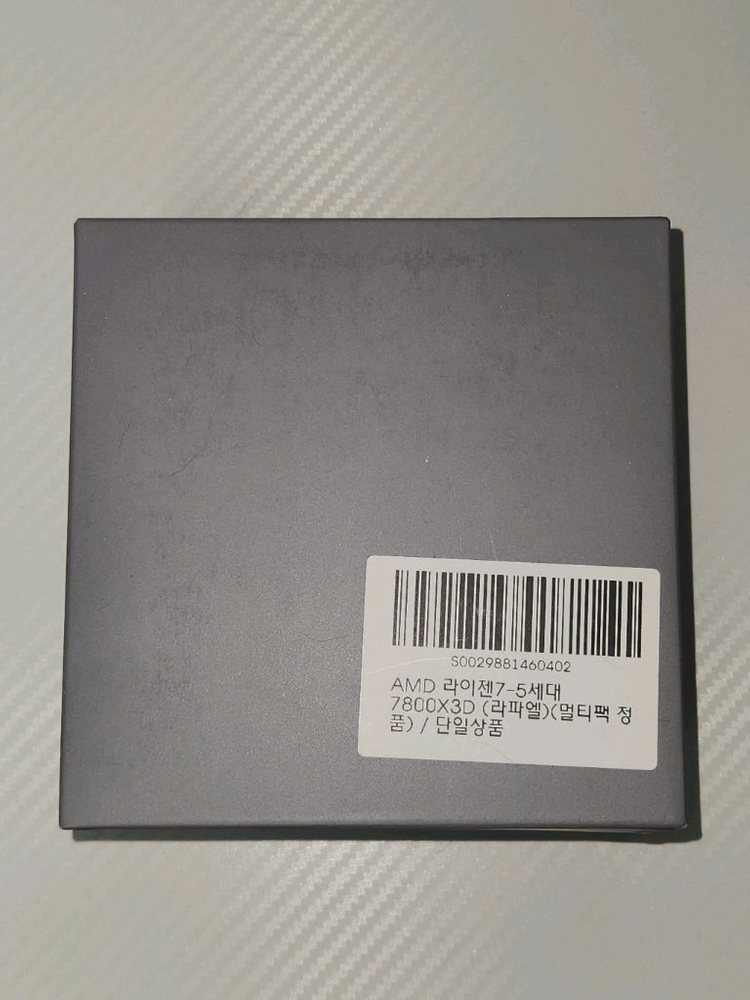 S0029881460402
AMD 라이젠7-5세대
7800X3D (라파엘)(멀티팩 정
품) / 단일상품